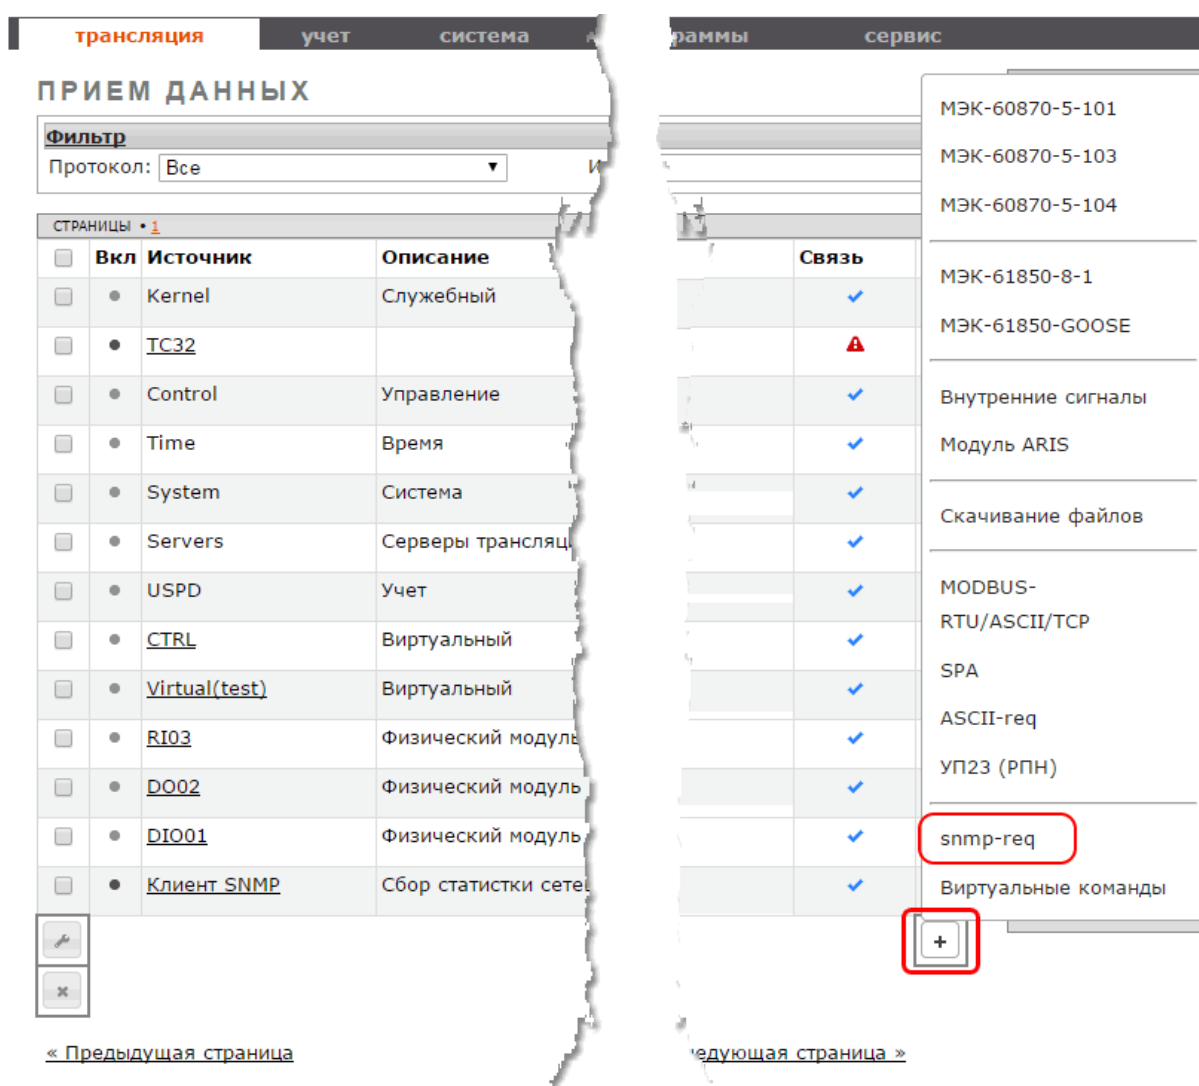 трансляция учет система раммы сервис
ПРИЕМ ДАННЫХ
Фильтр
Протокол: Все И
СТРАНИЦЫ • 1
Вкл Источник Описание Связь
Kernel Служебный
TC32
Control Управление
Time Время
System Система
Servers Серверы трансляц
USPD Учет
CTRL Виртуальный
Virtual(test) Виртуальный
RI03 Физический модуль
DO02 Физический модуль
DIO01 Физический модуль
Клиент SNMP Сбор статистки сете
« Предыдущая страница едующая страница »
МЭК-60870-5-101
МЭК-60870-5-103
МЭК-60870-5-104
МЭК-61850-8-1
МЭК-61850-GOOSE
Внутренние сигналы
Модуль ARIS
Скачивание файлов
MODBUS-
RTU/ASCII/TCP
SPA
ASCII-req
УП23 (РПН)
snmp-req
Виртуальные команды
+